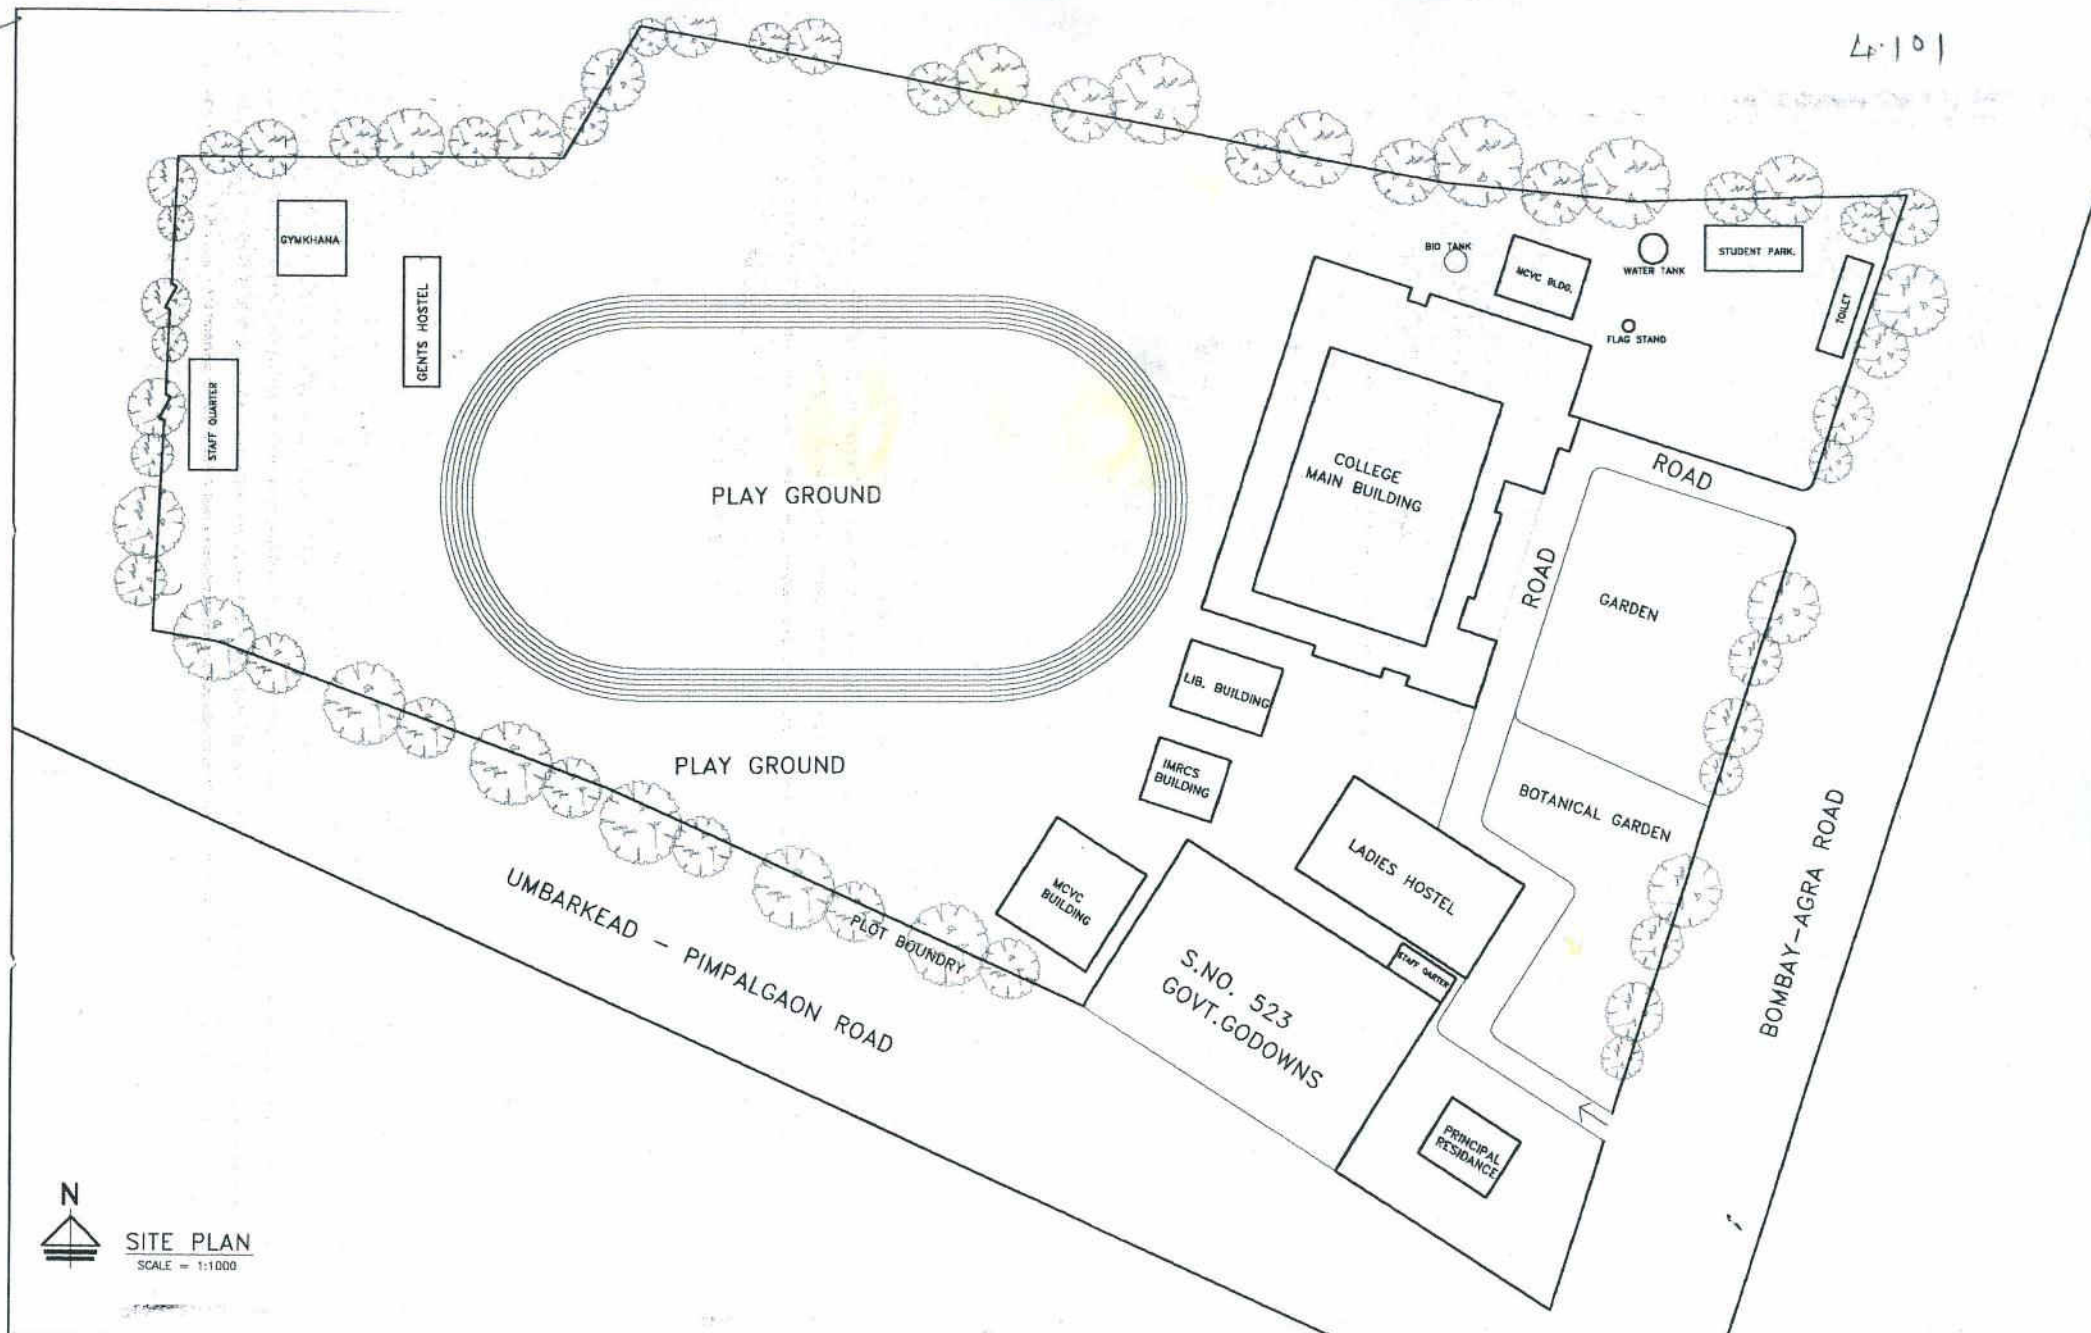 4.101
GYMKHANA
GENTS HOSTEL
STAFF QUARTER
BIO TANK
MCVC BLDG.
WATER TANK
STUDENT PARK.
TOILET
FLAG STAND
COLLEGE
MAIN BUILDING
PLAY GROUND
ROAD
ROAD
GARDEN
LIB. BUILDING
PLAY GROUND
IMRCS
BUILDING
BOTANICAL GARDEN
LADIES HOSTEL
MCVC
BUILDING
PLOT BOUNDRY
UMBARKEAD - PIMPALGAON ROAD
BOMBAY-AGRA ROAD
STAFF QARTER
S.NO. 523
GOVT.GODOWNS
PRINCIPAL
RESIDANCE
N
SITE PLAN
SCALE = 1:1000